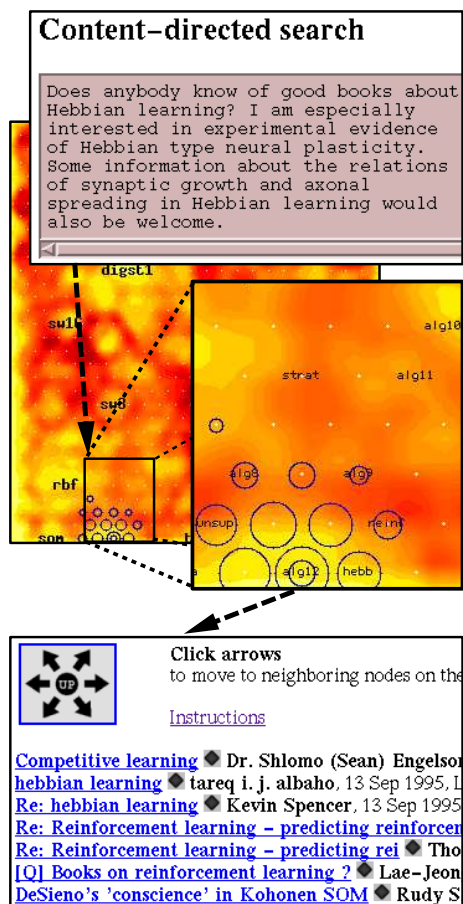 Content-directed search
Does anybody know of good books about
Hebbian learning? I am especially
interested in experimental evidence
of Hebbian type neural plasticity.
Some information about the relations
of synaptic growth and axonal
spreading in Hebbian learning would
also be welcome.
digst1
alg10
strat
alg11
rbf
alg8
alg9
unsup
reinf
som
alg12
hebb
Click arrows
UP
to move to neighboring nodes on the
Instructions
Competitive learning Dr. Shlomo (Sean) Engelson
hebbian learning tareq i. j. albaho, 13 Sep 1995, L
Re: hebbian learning Kevin Spencer, 13 Sep 1995
Re: Reinforcement learning - predicting reinforcem
Re: Reinforcement learning - predicting rei Tho
[Q] Books on reinforcement learning ? Lae-Jeon
DeSieno's 'conscience' in Kohonen SOM Rudy S